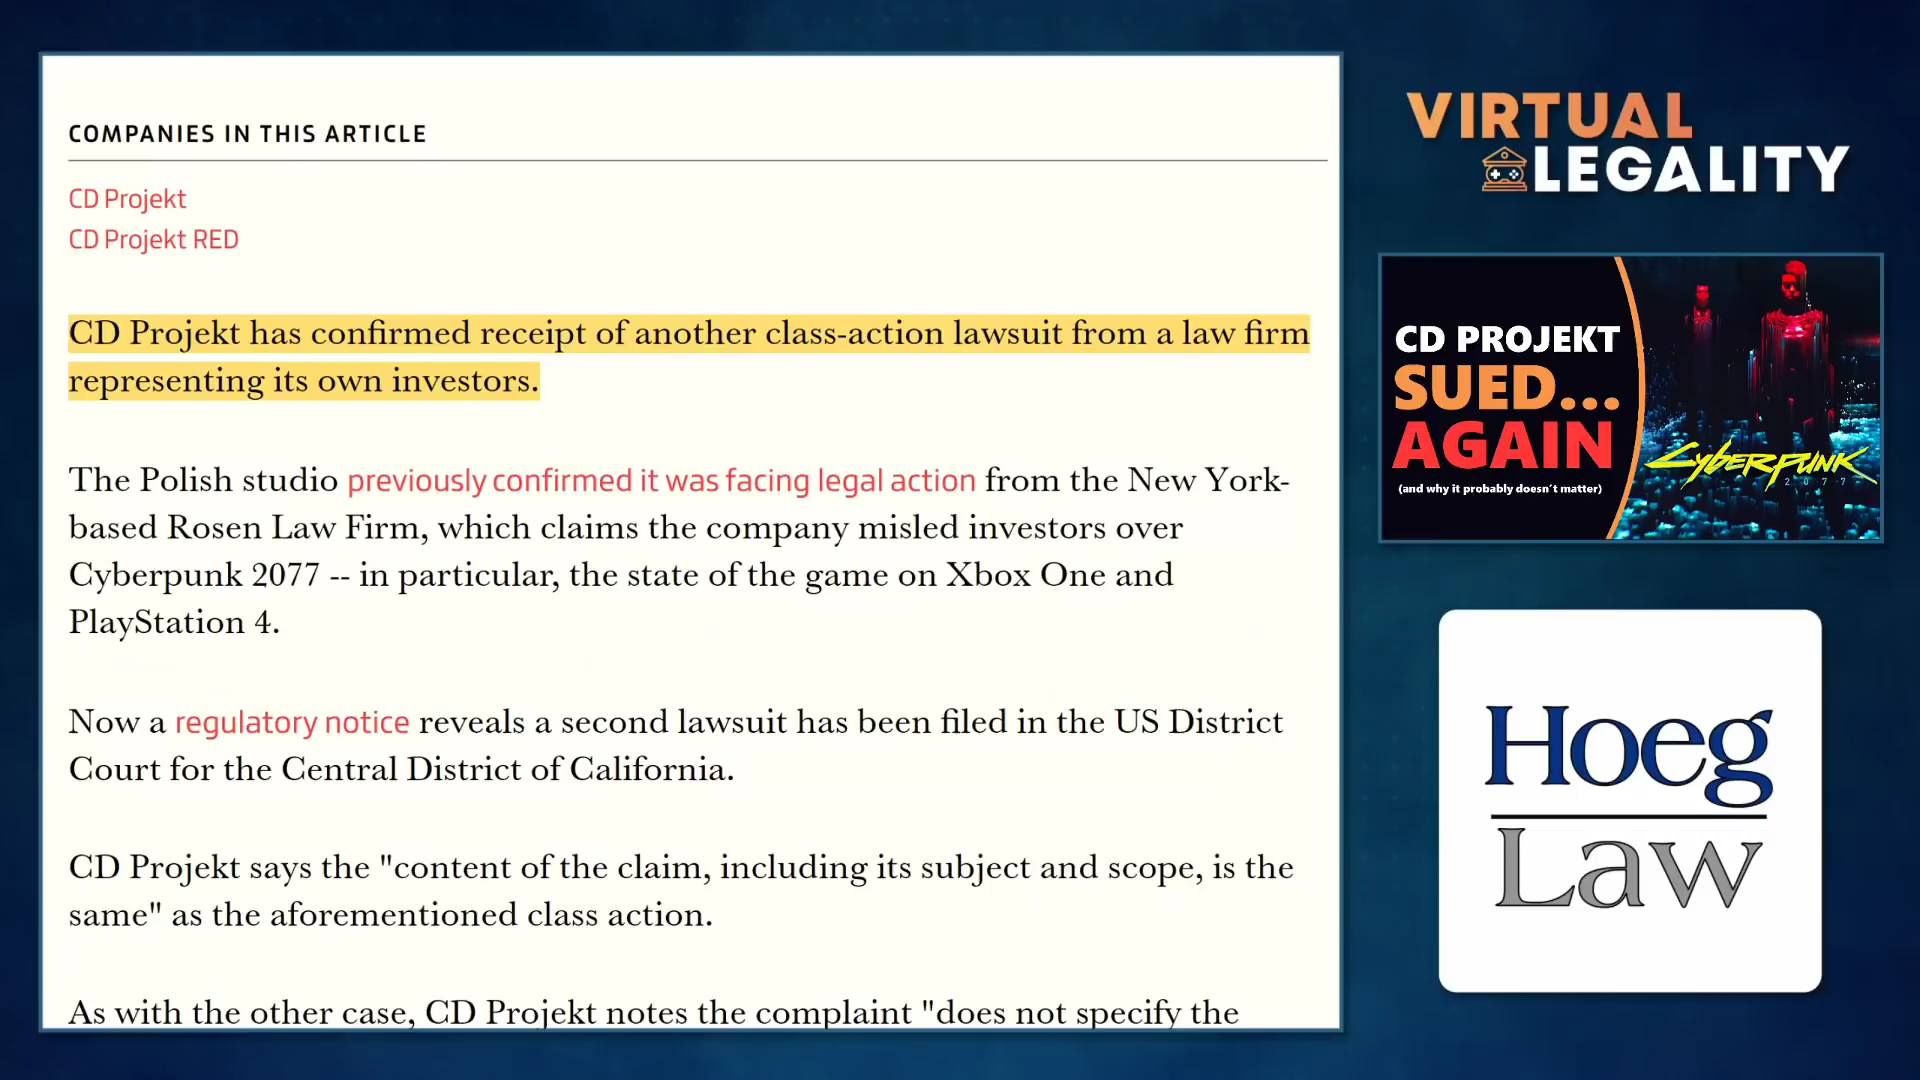 COMPANIES IN THIS ARTICLE
CD Projekt
CD Projekt RED
CD Projekt has confirmed receipt of another class-action lawsuit from a law firm
representing its own investors.
The Polish studio previously confirmed it was facing legal action from the New York-
based Rosen Law Firm, which claims the company misled investors over
Cyberpunk 2077 -- in particular, the state of the game on Xbox One and
PlayStation 4.
Now a regulatory notice reveals a second lawsuit has been filed in the US District
Court for the Central District of California.
CD Projekt says the "content of the claim, including its subject and scope, is the
same" as the aforementioned class action.
As with the other case, CD Projekt notes the complaint "does not specify the
VIRTUAL
LEGALITY
CD PROJEKT
SUED...
AGAIN
(and why it probably doesn't matter)
Cyberpunk
2077
Hoeg
Law